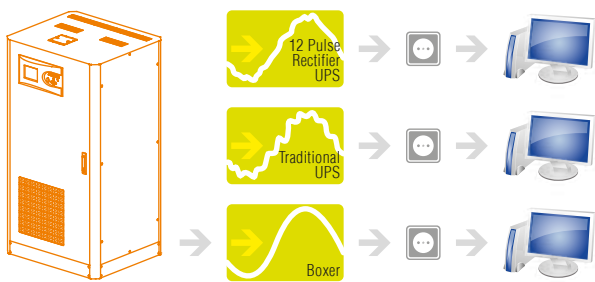 12 Pulse
Rectifier
UPS
Traditional
UPS
Boxer